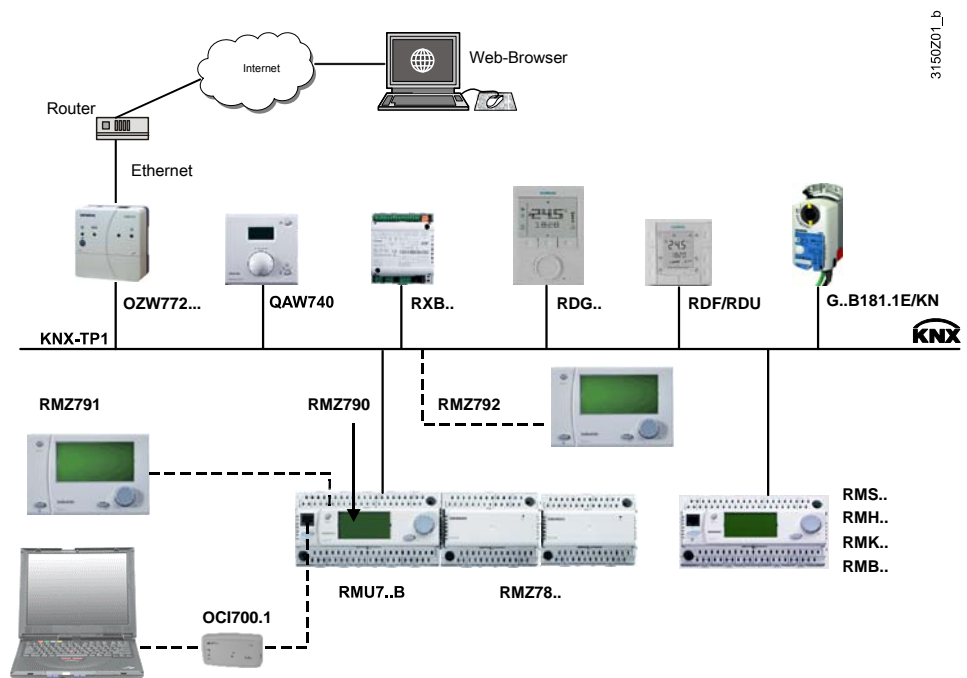 3150Z01_b
Internet
Web-Browser
Router
Ethernet
OZW772...
QAW740
RXB..
RDG..
RDF/RDU
G..B181.1E/KN
KNX-TP1
KNX
RMZ791
RMZ790
RMZ792
RMS..
RMH..
RMK..
RMB..
RMU7..B
RMZ78..
OCI700.1